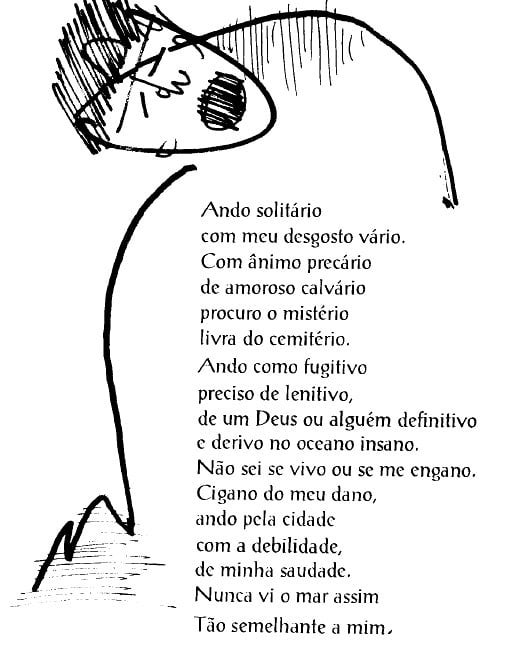 Ando solitário
com meu desgosto vário.
Com ânimo precário
de amoroso calvário
procuro o mistério
livra do cemitério.
Ando como fugitivo
preciso de lenitivo,
de um Deus ou alguém definitivo
e derivo no oceano insano.
Não sei se vivo ou se me engano.
Cigano do meu dano,
ando pela cidade
com a debilidade,
de minha saudade.
Nunca vi o mar assim
Tão semelhante a mim.